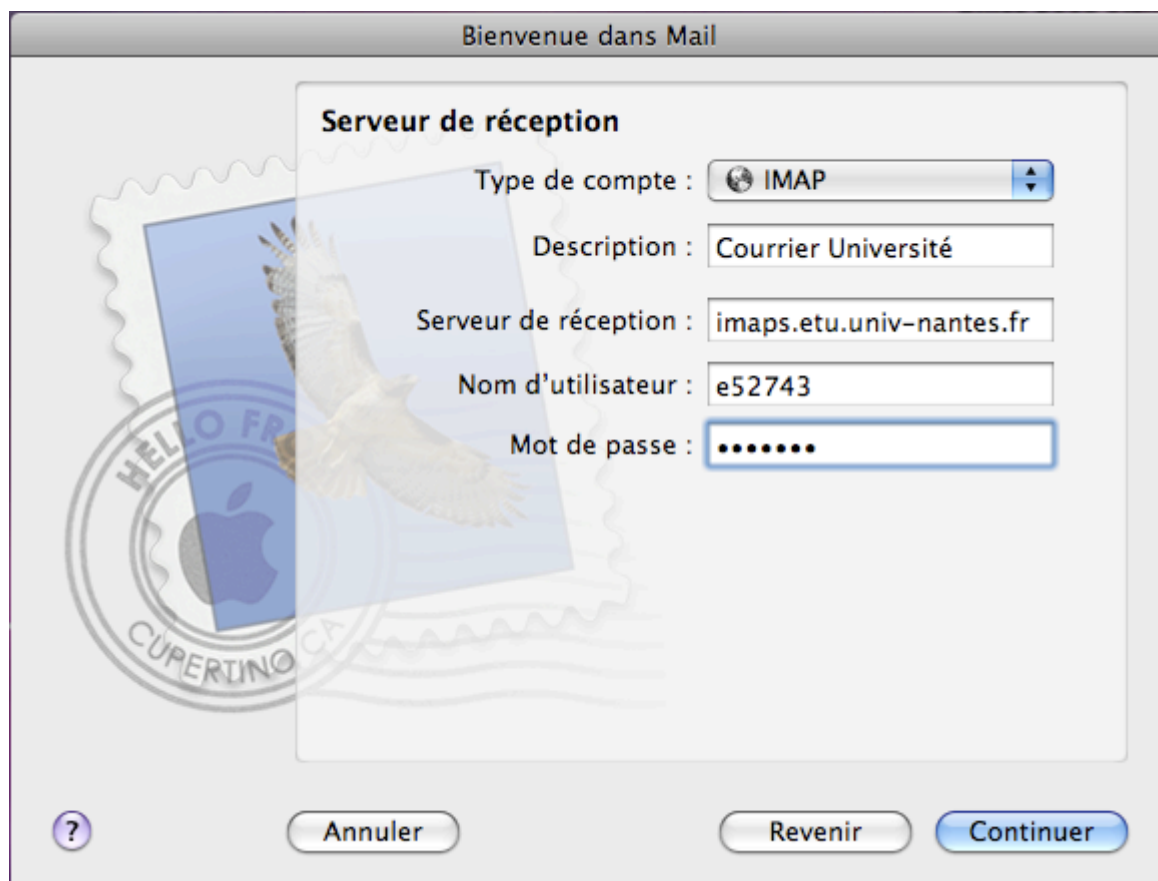 Bienvenue dans Mail
Serveur de réception
Type de compte : IMAP
Description : Courrier Université
Serveur de réception : imaps.etu.univ-nantes.fr
Nom d'utilisateur : e52743
Mot de passe : •••••••
HELLO FR
CUPERTINO CA
? Annuler Revenir Continuer